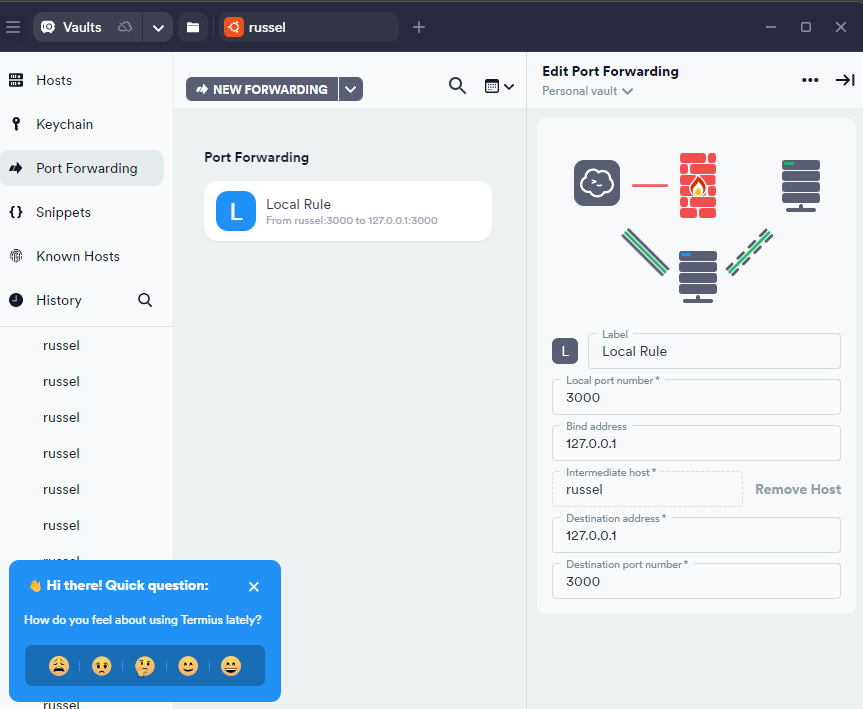 Vaults
russel
Hosts
Keychain
Port Forwarding
Snippets
Known Hosts
History
russel
russel
russel
russel
russel
russel
russel
👋 Hi there! Quick question:
How do you feel about using Termius lately?
russel
NEW FORWARDING
Port Forwarding
L
Local Rule
From russel:3000 to 127.0.0.1:3000
Edit Port Forwarding
Personal vault
L
Label
Local Rule
Local port number *
3000
Bind address
127.0.0.1
Intermediate host *
russel
Remove Host
Destination address *
127.0.0.1
Destination port number *
3000